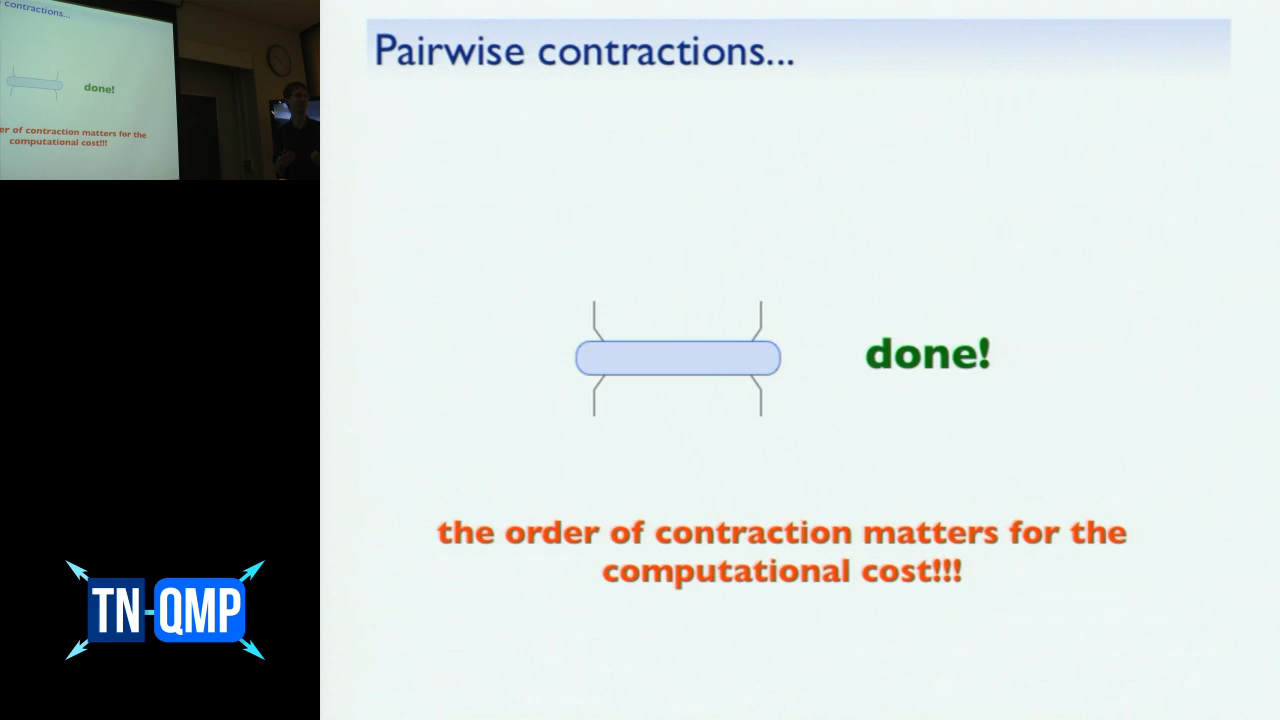 contractions...
done!
er of contraction matters for the
computational cost!!!
Pairwise contractions...
done!
the order of contraction matters for the
computational cost!!!
TN QMP